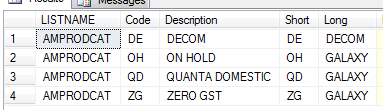 Results Messages
LISTNAME Code Description Short Long
1 AMPRODCAT DE DECOM DE DECOM
2 AMPRODCAT OH ON HOLD OH GALAXY
3 AMPRODCAT QD QUANTA DOMESTIC QD GALAXY
4 AMPRODCAT ZG ZERO GST ZG GALAXY